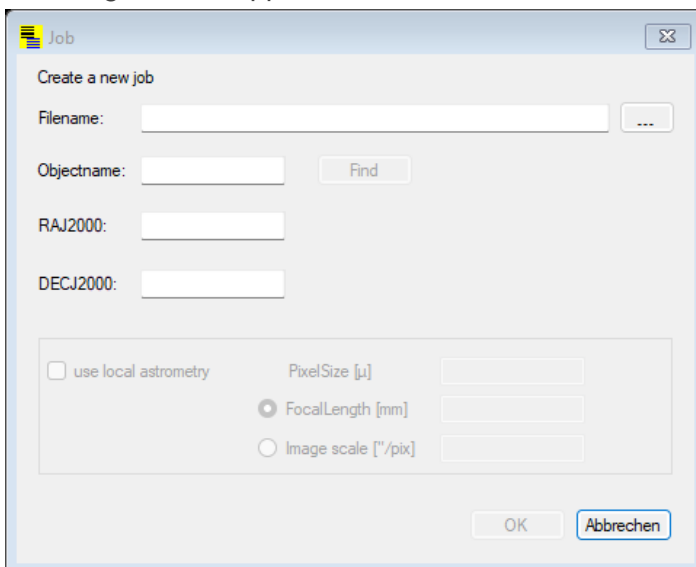 Job
Create a new job
Filename: ...
Objectname: Find
RAJ2000:
DECJ2000:
use local astrometry PixelSize [µ]
FocalLength [mm]
Image scale ["/pix]
OK Abbrechen